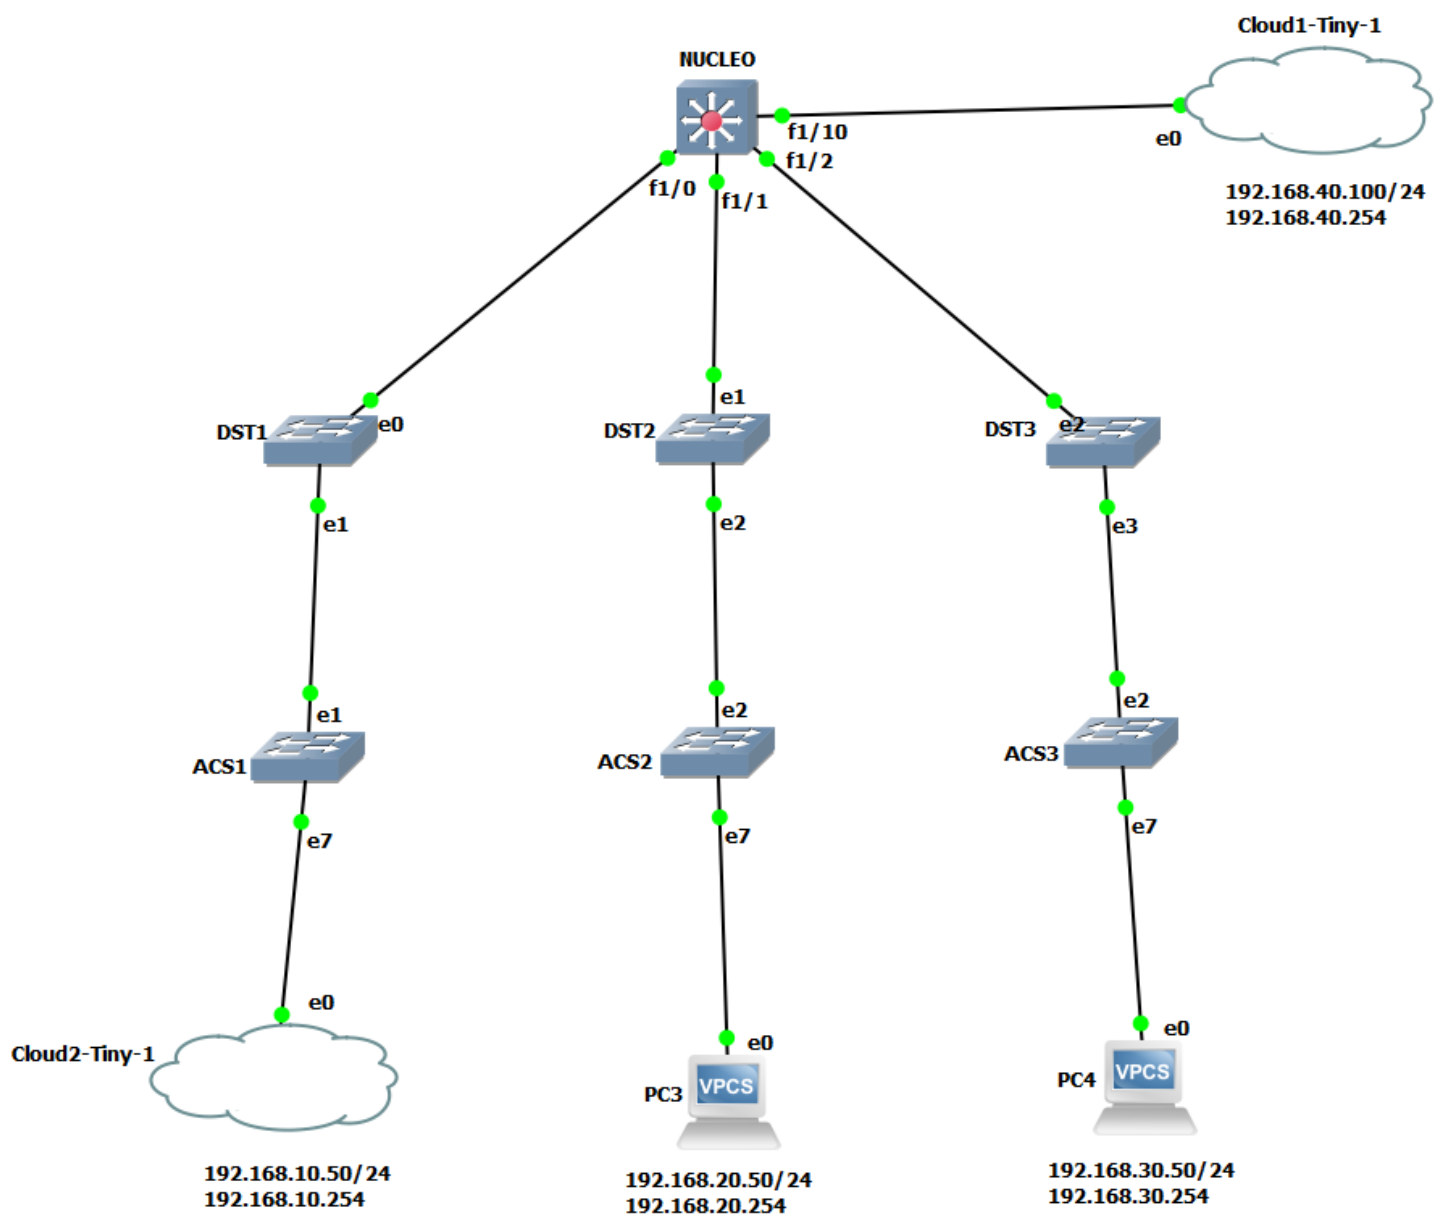 Cloud1-Tiny-1
NUCLEO
f1/10
e0
f1/2
f1/0
f1/1
192.168.40.100/24
192.168.40.254
e1
DST1
e0
DST2
DST3
e2
e1
e2
e3
e1
e2
e2
ACS1
ACS2
ACS3
e7
e7
e7
e0
e0
e0
Cloud2-Tiny-1
PC3
VPCS
PC4
VPCS
192.168.10.50/24
192.168.10.254
192.168.20.50/24
192.168.20.254
192.168.30.50/24
192.168.30.254